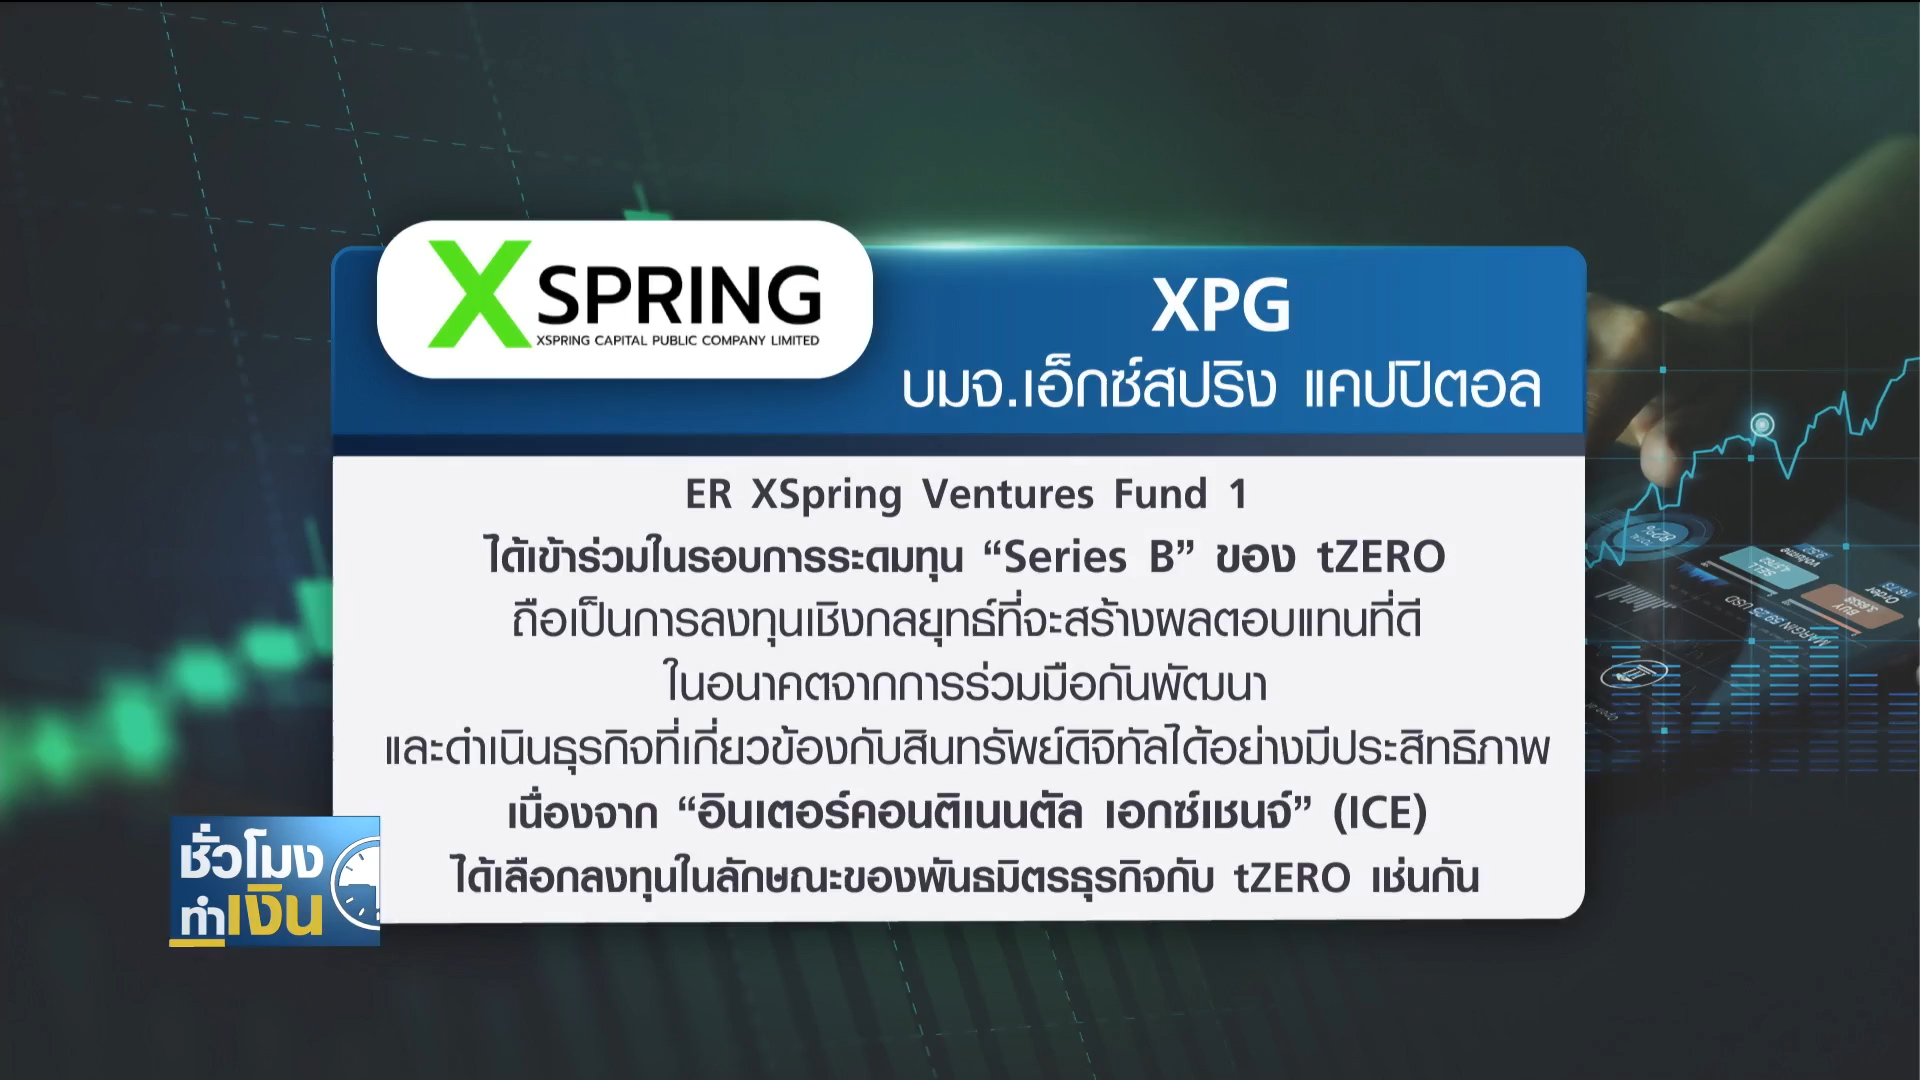 XSPRING
XSPRING CAPITAL PUBLIC COMPANY LIMITED
XPG
บมจ.เอ็กซ์สปริง แคปปิตอล
ER XSpring Ventures Fund 1
ได้เข้าร่วมในรอบการระดมทุน “Series B” ของ tZERO
ถือเป็นการลงทุนเชิงกลยุทธ์ที่จะสร้างผลตอบแทนที่ดี
ในอนาคตจากการร่วมมือกันพัฒนา
และดำเนินธุรกิจที่เกี่ยวข้องกับสินทรัพย์ดิจิทัลได้อย่างมีประสิทธิภาพ
เนื่องจาก “อินเตอร์คอนติเนนตัล เอกซ์เชนจ์” (ICE)
ได้เลือกลงทุนในลักษณะของพันธมิตรธุรกิจกับ tZERO เช่นกัน
ชั่วโมง
ทำเงิน
82%
TOTAL
Volume
SELL
Order
BUY
MARGIN 39.25 USD